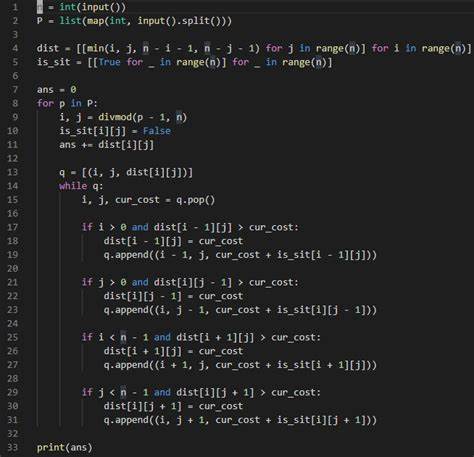 1 n = int(input())
2 P = list(map(int, input().split()))
3
4 dist = [[min(i, j, n - i - 1, n - j - 1) for j in range(n)] for i in range(n)]
5 is_sit = [[True for _ in range(n)] for _ in range(n)]
6
7 ans = 0
8 for p in P:
9     i, j = divmod(p - 1, n)
10     is_sit[i][j] = False
11     ans += dist[i][j]
12
13     q = [(i, j, dist[i][j])]
14     while q:
15         i, j, cur_cost = q.pop()
16
17         if i > 0 and dist[i - 1][j] > cur_cost:
18             dist[i - 1][j] = cur_cost
19             q.append((i - 1, j, cur_cost + is_sit[i - 1][j]))
20
21         if j > 0 and dist[i][j - 1] > cur_cost:
22             dist[i][j - 1] = cur_cost
23             q.append((i, j - 1, cur_cost + is_sit[i][j - 1]))
24
25         if i < n - 1 and dist[i + 1][j] > cur_cost:
26             dist[i + 1][j] = cur_cost
27             q.append((i + 1, j, cur_cost + is_sit[i + 1][j]))
28
29         if j < n - 1 and dist[i][j + 1] > cur_cost:
30             dist[i][j + 1] = cur_cost
31             q.append((i, j + 1, cur_cost + is_sit[i][j + 1]))
32
33 print(ans)